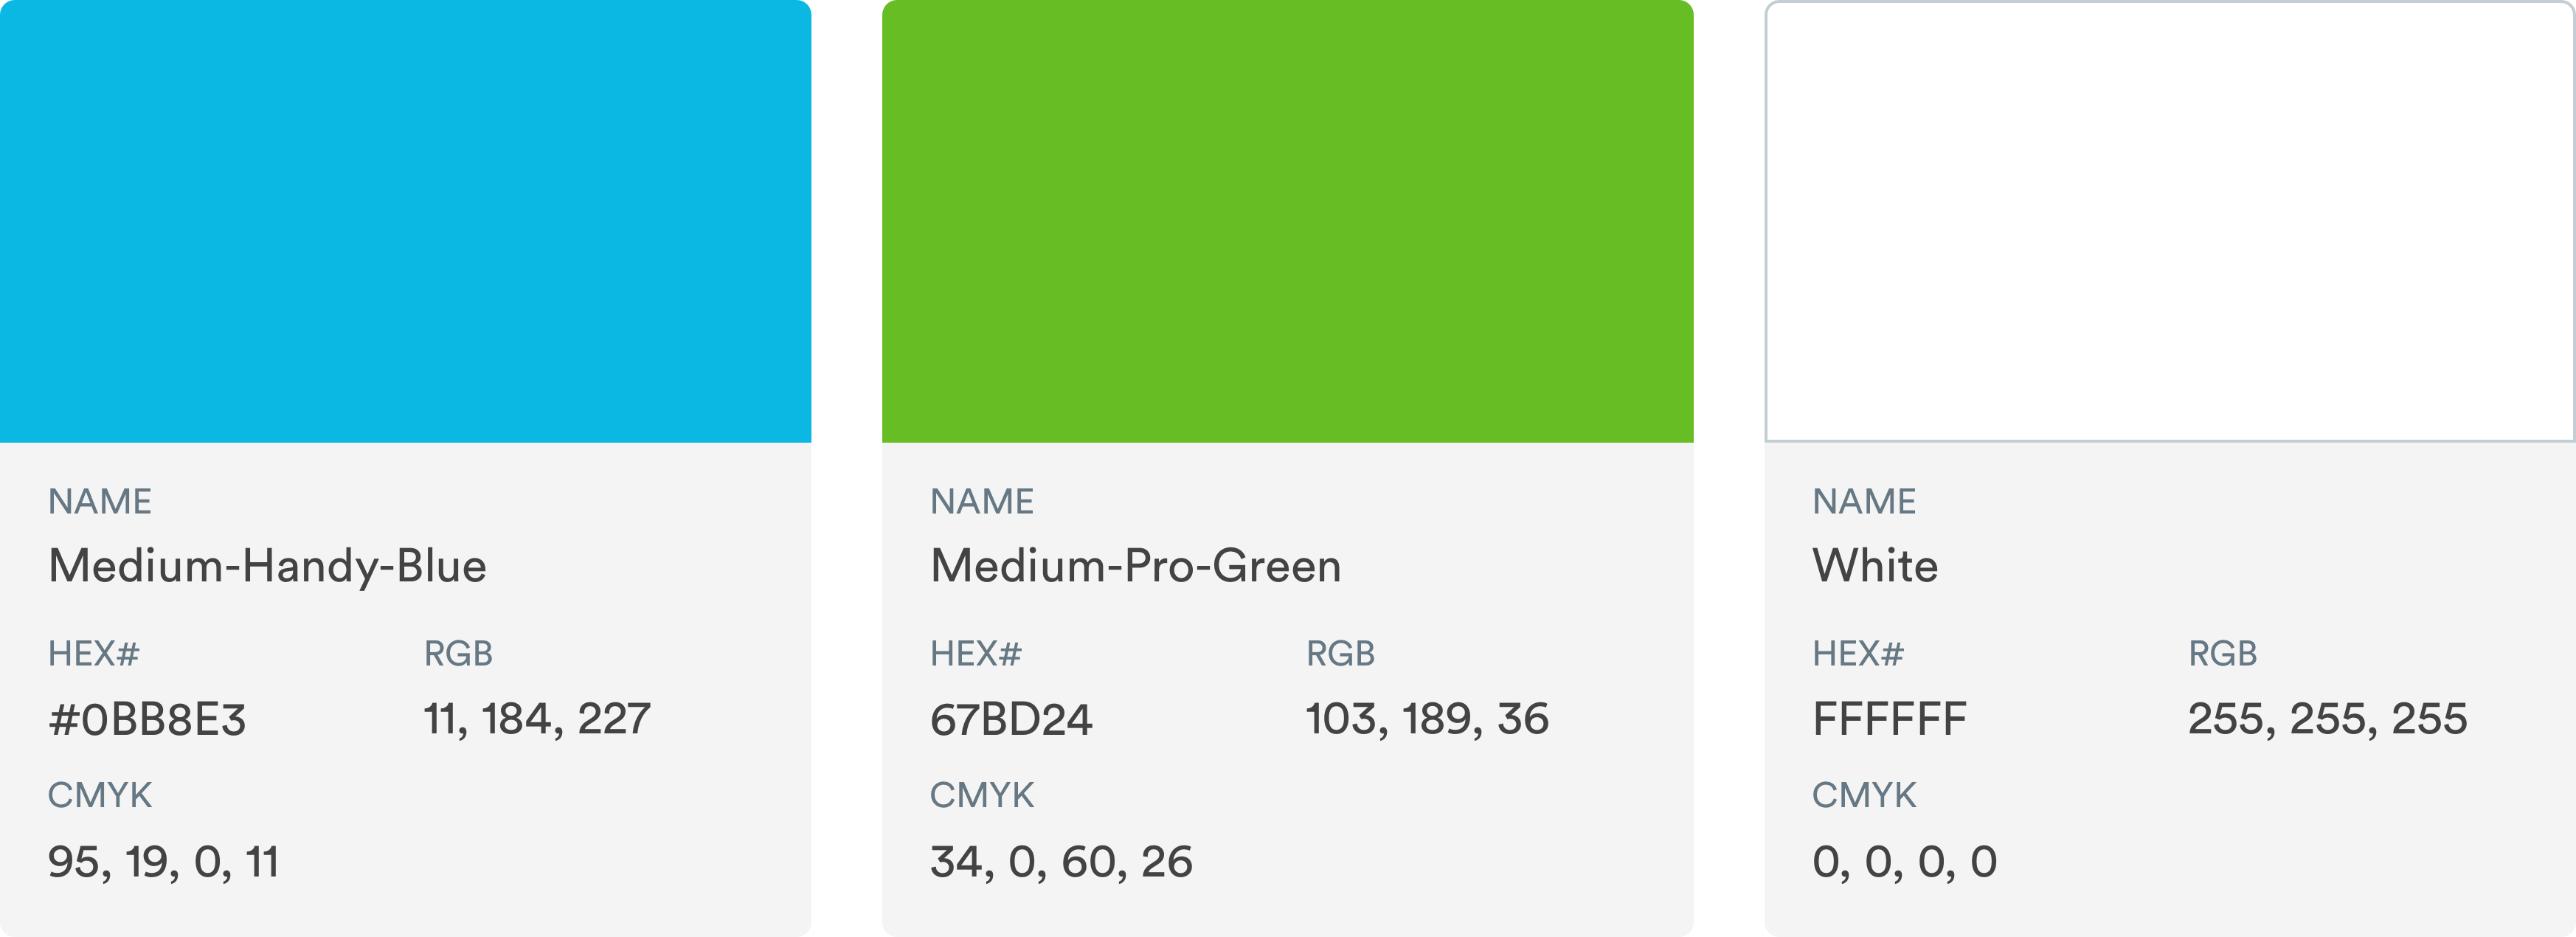 NAME
Medium-Handy-Blue
HEX# RGB
#0BB8E3 11, 184, 227
CMYK
95, 19, 0, 11
NAME
Medium-Pro-Green
HEX# RGB
67BD24 103, 189, 36
CMYK
34, 0, 60, 26
NAME
White
HEX# RGB
FFFFFF 255, 255, 255
CMYK
0, 0, 0, 0